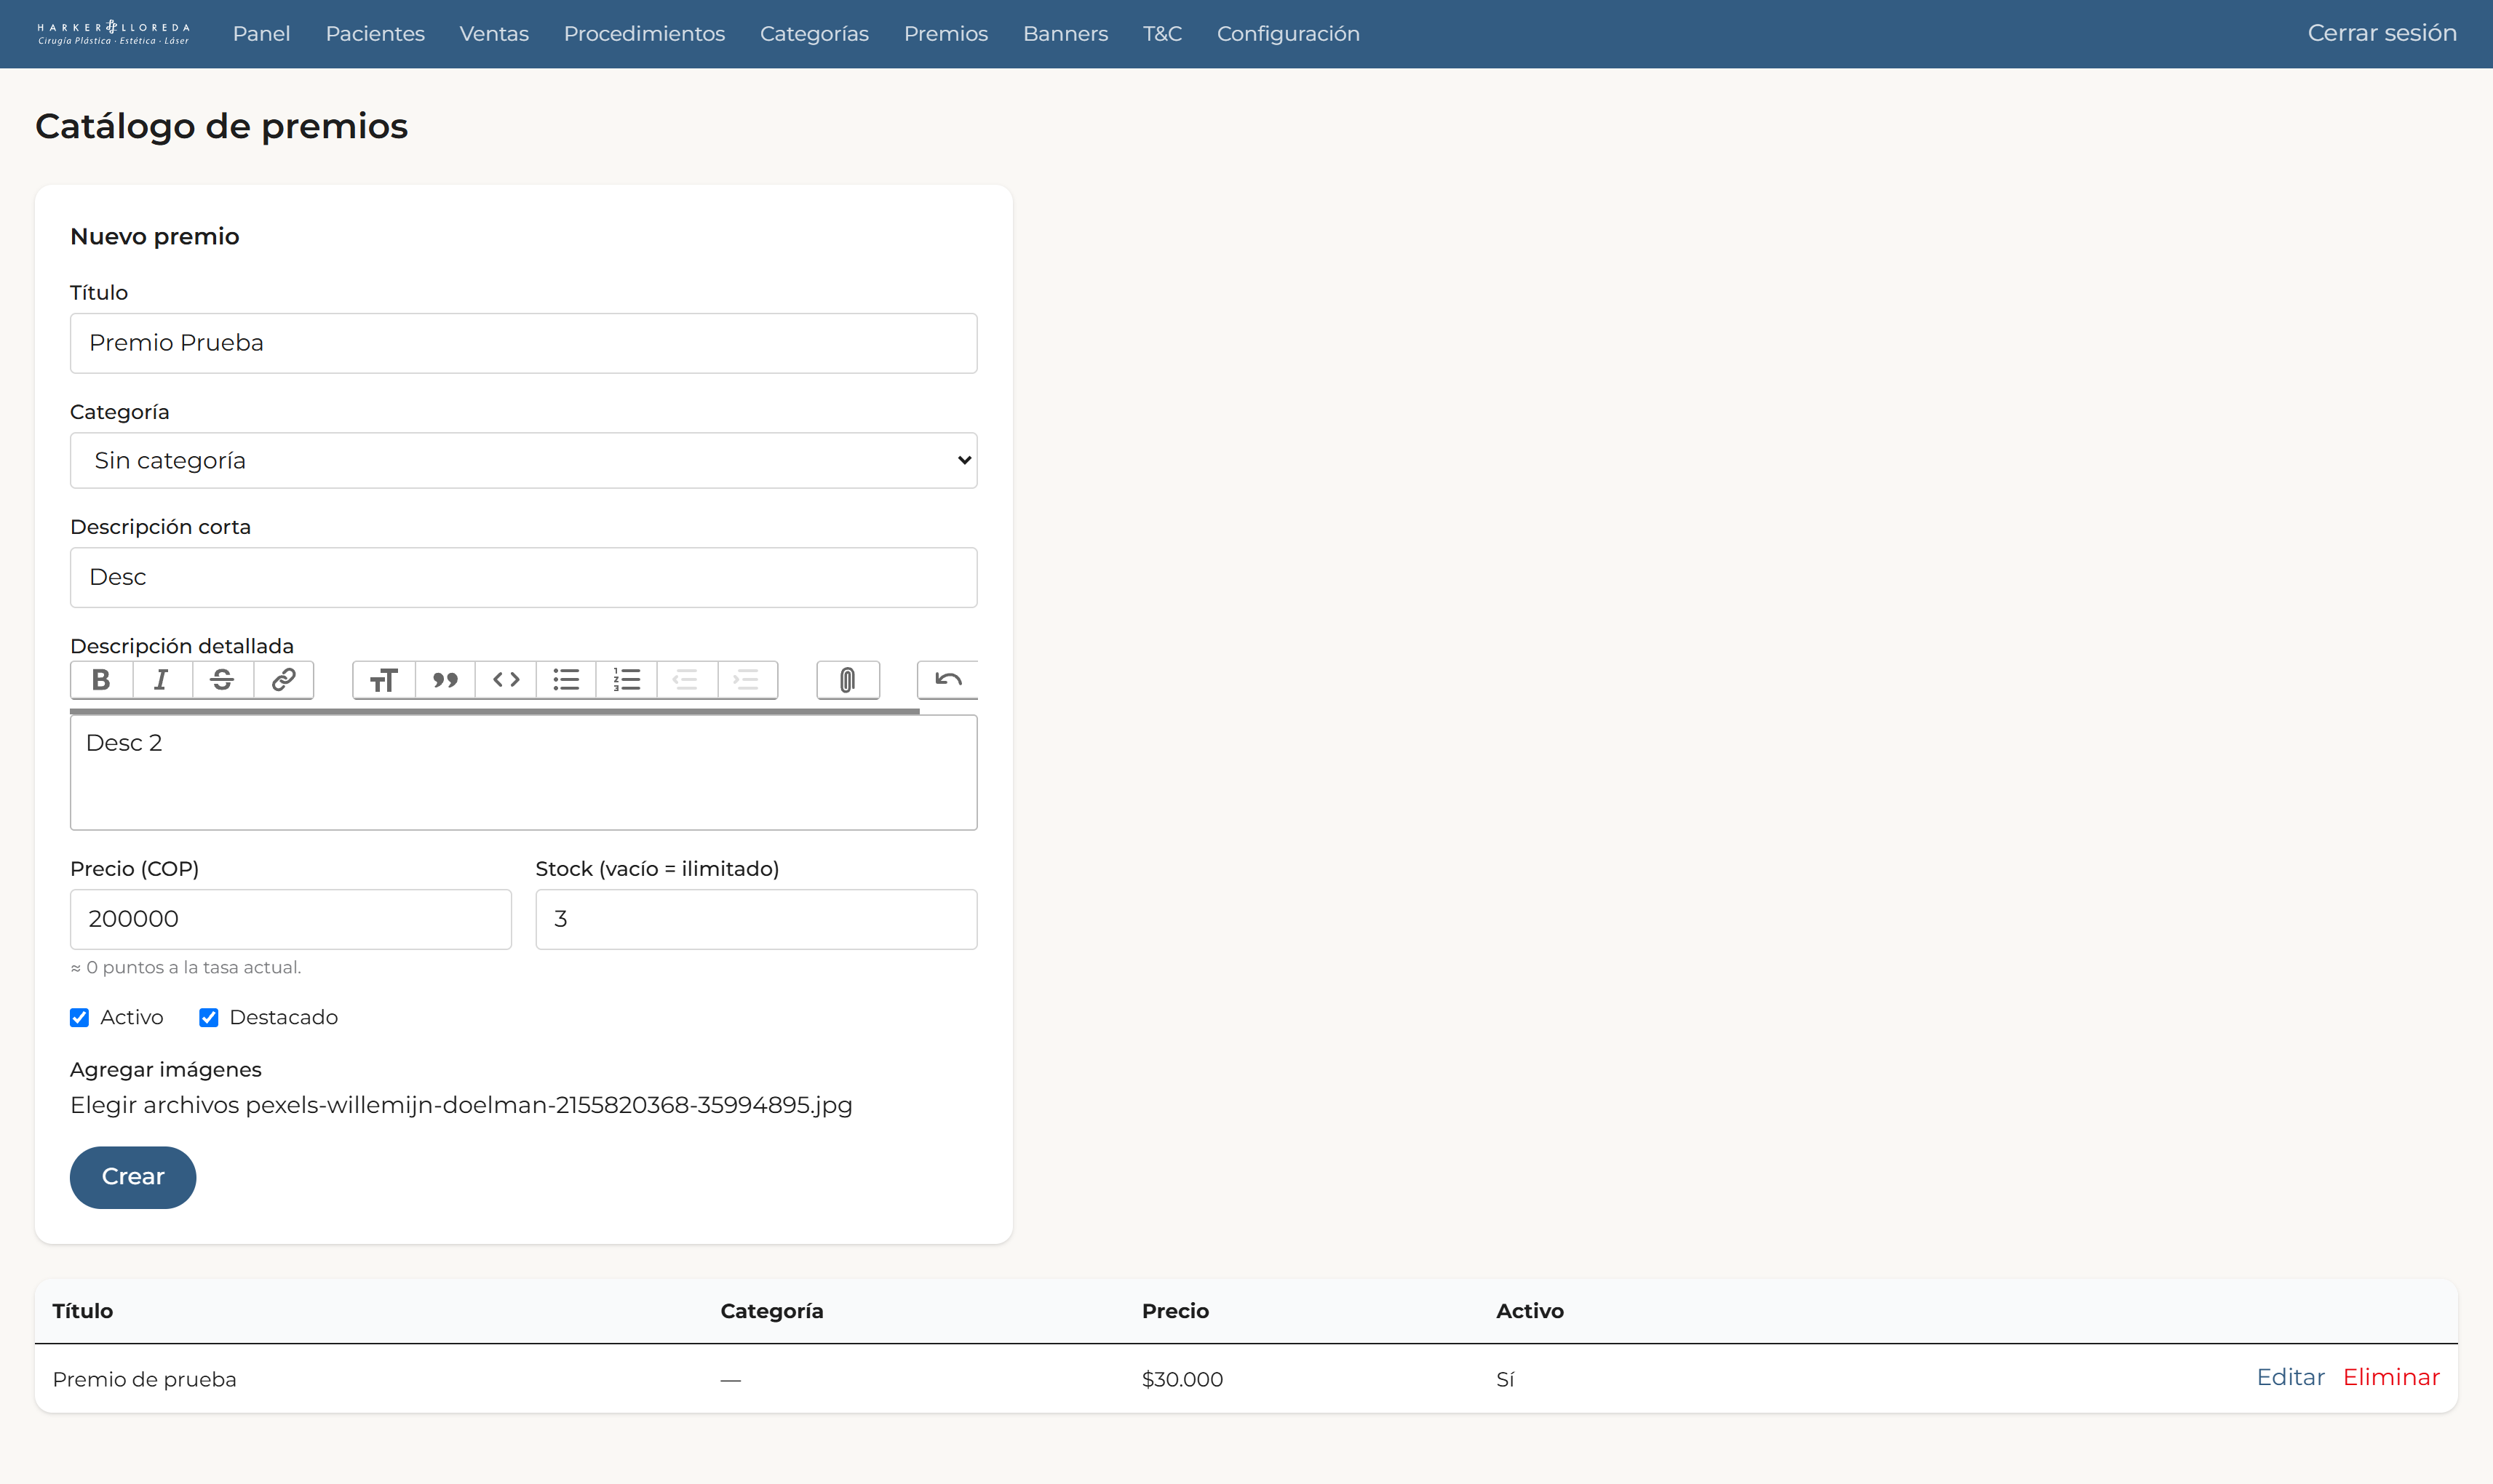 HARKER LLOREDA
Cirugía Plástica · Estética · Láser
Panel Pacientes Ventas Procedimientos Categorías Premios Banners T&C Configuración Cerrar sesión
Catálogo de premios
Nuevo premio
Título
Premio Prueba
Categoría
Sin categoría
Descripción corta
Desc
Descripción detallada
Desc 2
Precio (COP) Stock (vacío = ilimitado)
200000 3
≈ 0 puntos a la tasa actual.
Activo Destacado
Agregar imágenes
Elegir archivos pexels-willemijn-doelman-2155820368-35994895.jpg
Crear
Título Categoría Precio Activo
Premio de prueba — $30.000 Sí Editar Eliminar